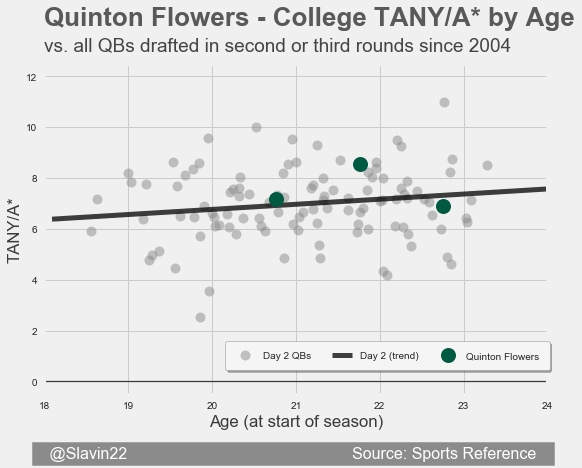 Quinton Flowers - College TANY/A* by Age
vs. all QBs drafted in second or third rounds since 2004
12
10
8
6
4
2
0
TANY/A*
Day 2 QBs
Day 2 (trend)
Quinton Flowers
18
19
20
21
22
23
24
Age (at start of season)
@Slavin22
Source: Sports Reference